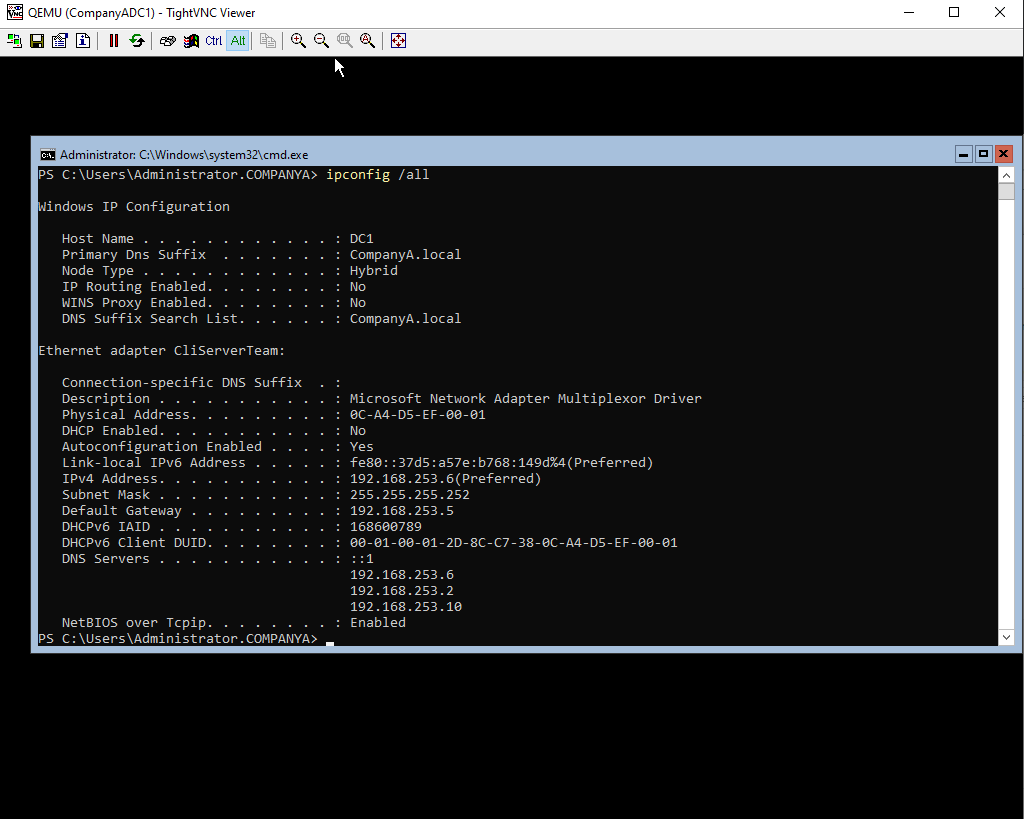 QEMU (CompanyADC1) - TightVNC Viewer
Ctrl Alt
Administrator: C:\Windows\system32\cmd.exe
PS C:\Users\Administrator.COMPANYA> ipconfig /all
Windows IP Configuration
Host Name . . . . . . . . . . . . : DC1
Primary Dns Suffix  . . . . . . . : CompanyA.local
Node Type . . . . . . . . . . . . : Hybrid
IP Routing Enabled. . . . . . . . : No
WINS Proxy Enabled. . . . . . . . : No
DNS Suffix Search List. . . . . . : CompanyA.local
Ethernet adapter CliServerTeam:
Connection-specific DNS Suffix  . :
Description . . . . . . . . . . . : Microsoft Network Adapter Multiplexor Driver
Physical Address. . . . . . . . . : 0C-A4-D5-EF-00-01
DHCP Enabled. . . . . . . . . . . : No
Autoconfiguration Enabled . . . . : Yes
Link-local IPv6 Address . . . . . : fe80::37d5:a57e:b768:149d%4(Preferred)
IPv4 Address. . . . . . . . . . . : 192.168.253.6(Preferred)
Subnet Mask . . . . . . . . . . . : 255.255.255.252
Default Gateway . . . . . . . . . : 192.168.253.5
DHCPv6 IAID . . . . . . . . . . . : 168600789
DHCPv6 Client DUID. . . . . . . . : 00-01-00-01-2D-8C-C7-38-0C-A4-D5-EF-00-01
DNS Servers . . . . . . . . . . . : ::1
192.168.253.6
192.168.253.2
192.168.253.10
NetBIOS over Tcpip. . . . . . . . : Enabled
PS C:\Users\Administrator.COMPANYA>